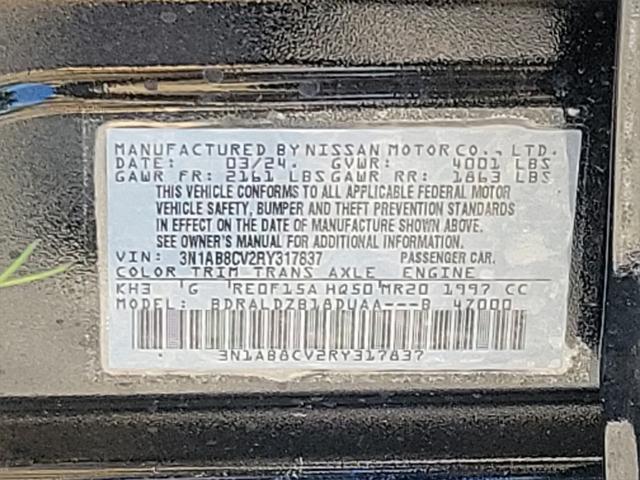 MANUFACTURED BY NISSAN MOTOR CO., LTD.
DATE: 03/24. GVWR: 4001 LBS
GAWR FR: 2161 LBS GAWR RR: 1863 LBS
THIS VEHICLE CONFORMS TO ALL APPLICABLE FEDERAL MOTOR
VEHICLE SAFETY, BUMPER AND THEFT PREVENTION STANDARDS
IN EFFECT ON THE DATE OF MANUFACTURE SHOWN ABOVE.
SEE OWNER'S MANUAL FOR ADDITIONAL INFORMATION.
VIN: 3N1AB8CV2RY317837 PASSENGER CAR.
COLOR TRIM TRANS AXLE ENGINE
KH3 G RE0F15A HQ50 MR20 1997 CC
MODEL: BDRALDZB18DUAA---B 47000
3N1AB8CV2RY317837